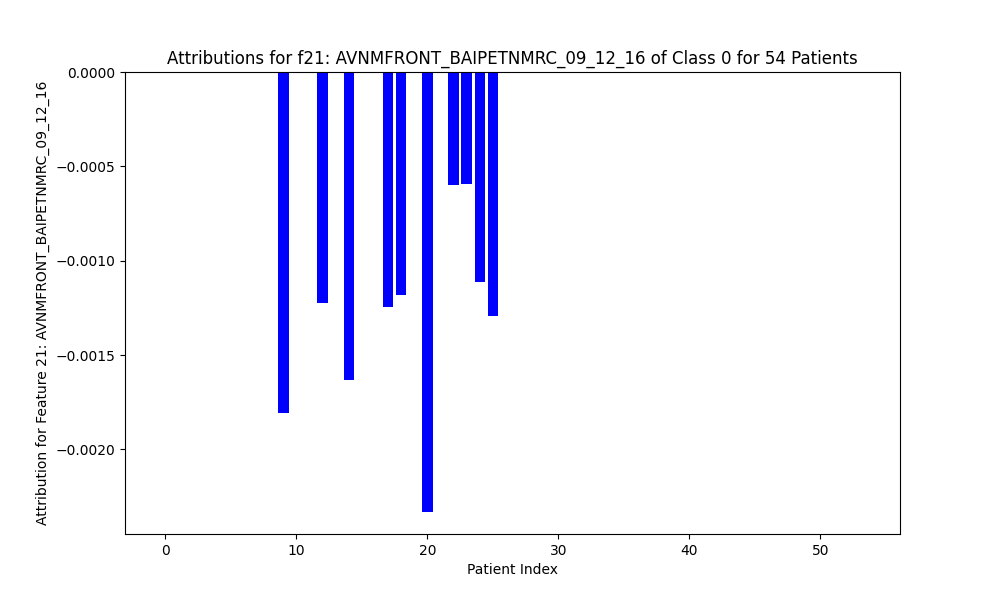 Attributions for f21: AVNMFRONT_BAIPETNMRC_09_12_16 of Class 0 for 54 Patients
Attribution for Feature 21: AVNMFRONT_BAIPETNMRC_09_12_16
0.0000
−0.0005
−0.0010
−0.0015
−0.0020
0 10 20 30 40 50
Patient Index